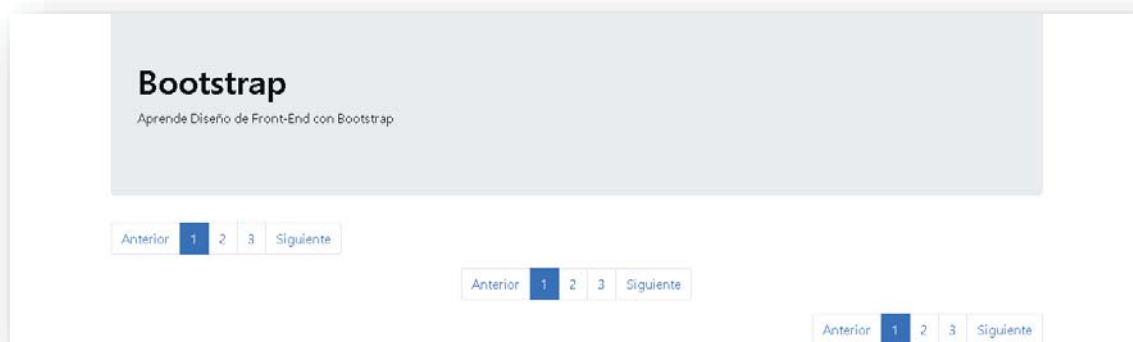 Bootstrap
Aprende Diseño de Front-End con Bootstrap
Anterior 1 2 3 Siguiente
Anterior 1 2 3 Siguiente
Anterior 1 2 3 Siguiente